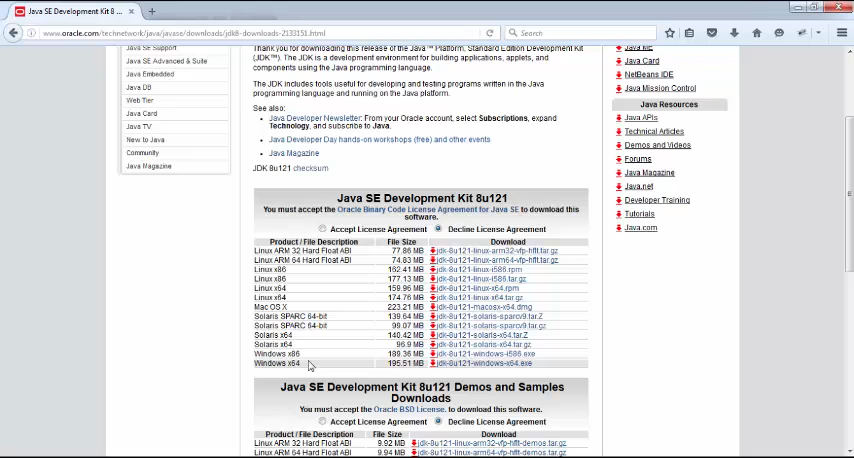 Java SE Development Kit 8 ...
www.oracle.com/technetwork/java/javase/downloads/jdk8-downloads-2133151.html
Search
Java SE Support
Java SE Advanced & Suite
Java Embedded
Java DB
Web Tier
Java Card
Java TV
New to Java
Community
Java Magazine
Thank you for downloading this release of the Java™ Platform, Standard Edition Development Kit
(JDK™). The JDK is a development environment for building applications, applets, and
components using the Java programming language.
The JDK includes tools useful for developing and testing programs written in the Java
programming language and running on the Java platform.
See also:
Java Developer Newsletter: From your Oracle account, select Subscriptions, expand
Technology, and subscribe to Java.
Java Developer Day hands-on workshops (free) and other events
Java Magazine
JDK 8u121 checksum
Java SE Development Kit 8u121
You must accept the Oracle Binary Code License Agreement for Java SE to download this
software.
Accept License Agreement Decline License Agreement
Product / File Description File Size Download
Linux ARM 32 Hard Float ABI 77.86 MB jdk-8u121-linux-arm32-vfp-hflt.tar.gz
Linux ARM 64 Hard Float ABI 74.83 MB jdk-8u121-linux-arm64-vfp-hflt.tar.gz
Linux x86 162.41 MB jdk-8u121-linux-i586.rpm
Linux x86 177.13 MB jdk-8u121-linux-i586.tar.gz
Linux x64 159.96 MB jdk-8u121-linux-x64.rpm
Linux x64 174.76 MB jdk-8u121-linux-x64.tar.gz
Mac OS X 223.21 MB jdk-8u121-macosx-x64.dmg
Solaris SPARC 64-bit 139.64 MB jdk-8u121-solaris-sparcv9.tar.Z
Solaris SPARC 64-bit 99.07 MB jdk-8u121-solaris-sparcv9.tar.gz
Solaris x64 140.42 MB jdk-8u121-solaris-x64.tar.Z
Solaris x64 96.9 MB jdk-8u121-solaris-x64.tar.gz
Windows x86 189.36 MB jdk-8u121-windows-i586.exe
Windows x64 195.51 MB jdk-8u121-windows-x64.exe
Java SE Development Kit 8u121 Demos and Samples
Downloads
You must accept the Oracle BSD License. to download this software.
Accept License Agreement Decline License Agreement
Product / File Description File Size Download
Linux ARM 32 Hard Float ABI 9.92 MB jdk-8u121-linux-arm32-vfp-hflt-demos.tar.gz
Linux ARM 64 Hard Float ABI 9.94 MB jdk-8u121-linux-arm64-vfp-hflt-demos.tar.gz
Java ME
Java Card
NetBeans IDE
Java Mission Control
Java Resources
Java APIs
Technical Articles
Demos and Videos
Forums
Java Magazine
Java.net
Developer Training
Tutorials
Java.com